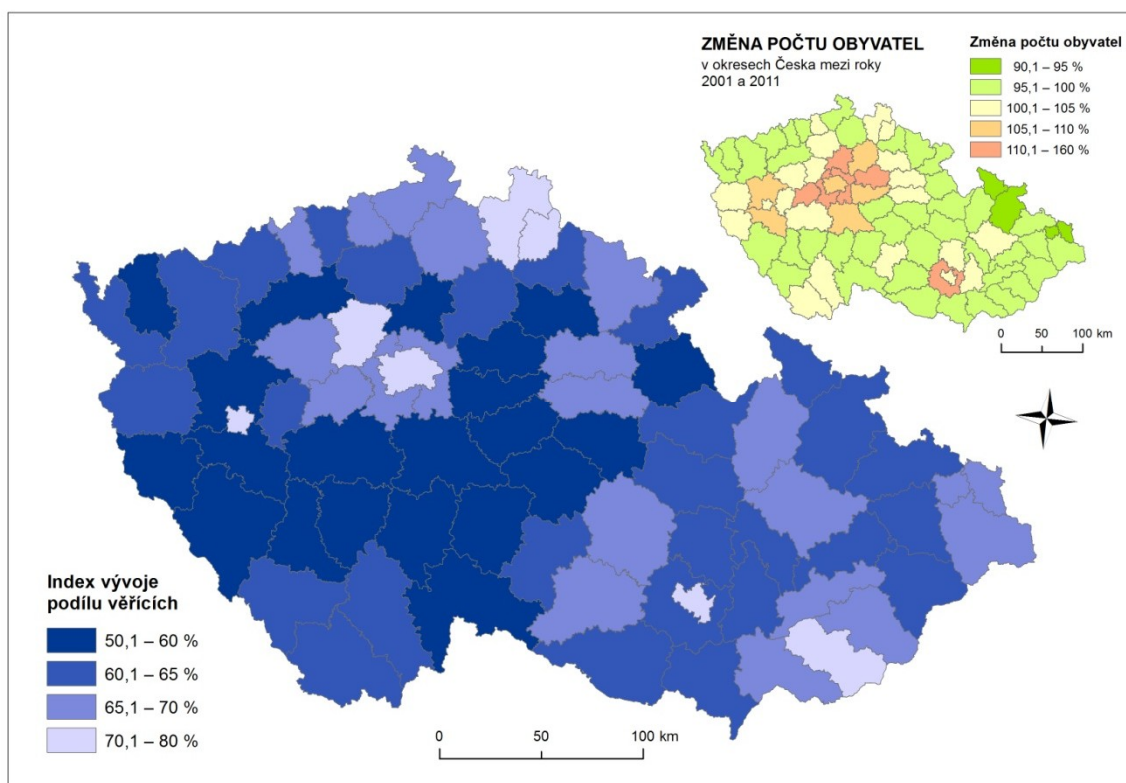 ZMĚNA POČTU OBYVATEL
v okresech Česka mezi roky
2001 a 2011
Změna počtu obyvatel
90,1 – 95 %
95,1 – 100 %
100,1 – 105 %
105,1 – 110 %
110,1 – 160 %
0 50 100 km
Index vývoje
podílu věřících
50,1 – 60 %
60,1 – 65 %
65,1 – 70 %
70,1 – 80 %
0 50 100 km